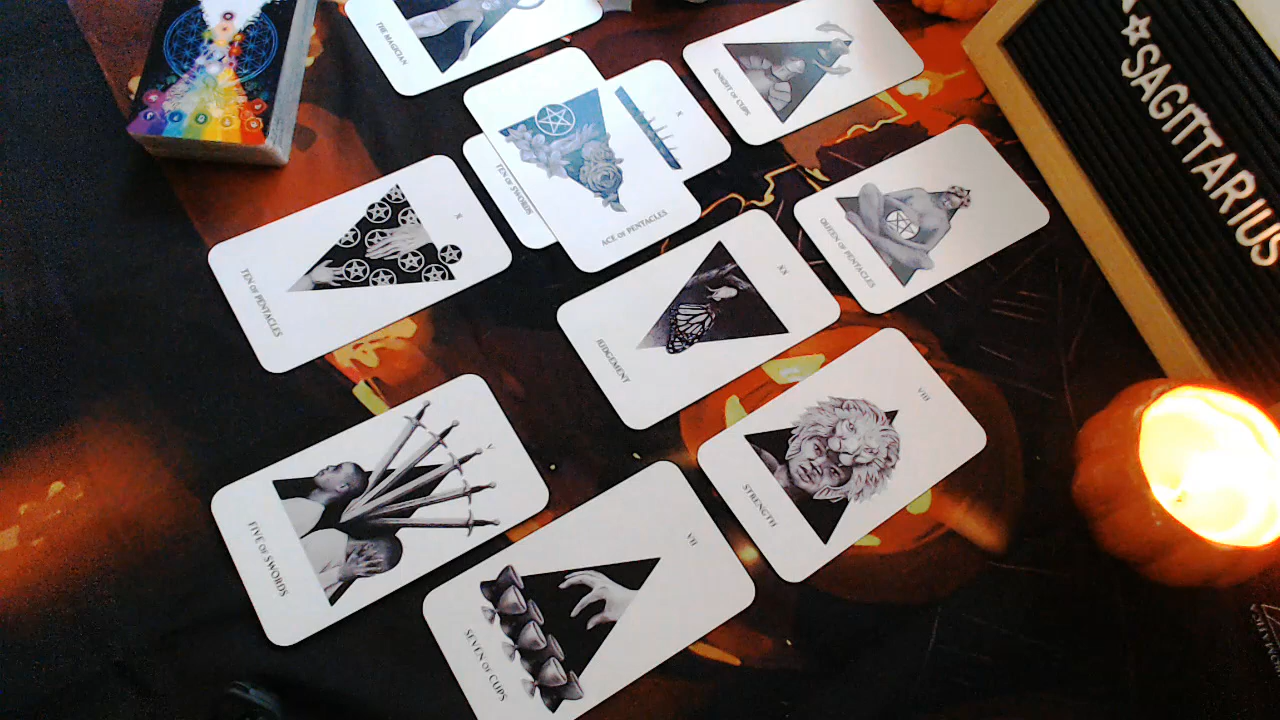 THE MAGICIAN
KNIGHT OF CUPS
X
TEN OF SWORDS
ACE OF PENTACLES
X
TEN OF PENTACLES
QUEEN OF PENTACLES
XX
JUDGEMENT
VIII
STRENGTH
V
FIVE OF SWORDS
VII
SEVEN OF CUPS
☆SAGITTARIUS